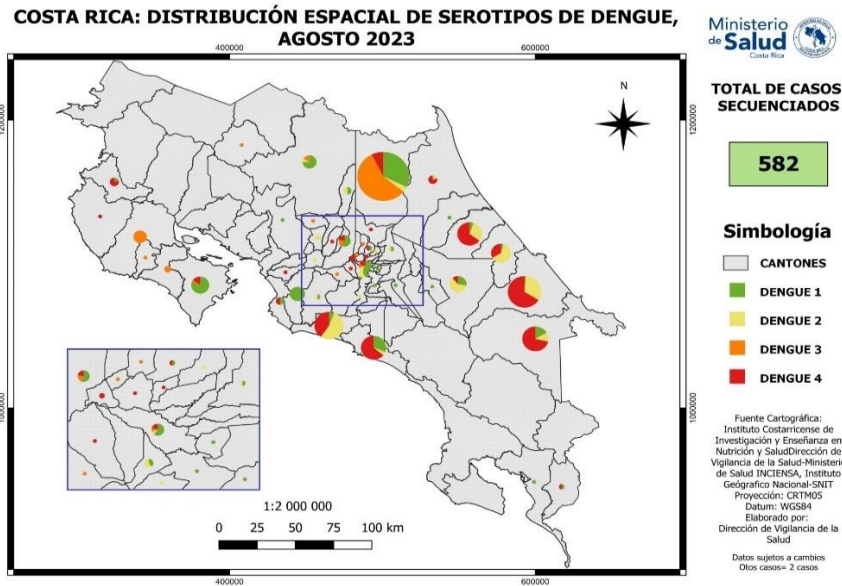 COSTA RICA: DISTRIBUCIÓN ESPACIAL DE SEROTIPOS DE DENGUE,
AGOSTO 2023
Ministerio
de Salud
Costa Rica
400000
600000
TOTAL DE CASOS
SECUENCIADOS
N
1200000
1200000
582
Simbología
CANTONES
DENGUE 1
DENGUE 2
DENGUE 3
DENGUE 4
1000000
1000000
Fuente Cartográfica:
Instituto Costarricense de
Investigación y Enseñanza en
Nutrición y SaludDirección de
Vigilancia de la Salud-Ministerio
de Salud INCIENSA, Instituto
Geógrafico Nacional-SNIT
Proyección: CRTM05
Datum: WGS84
Elaborado por:
Dirección de Vigilancia de la
Salud
1:2 000 000
0 25 50 75 100 km
Datos sujetos a cambios
Otos casos= 2 casos
400000
600000